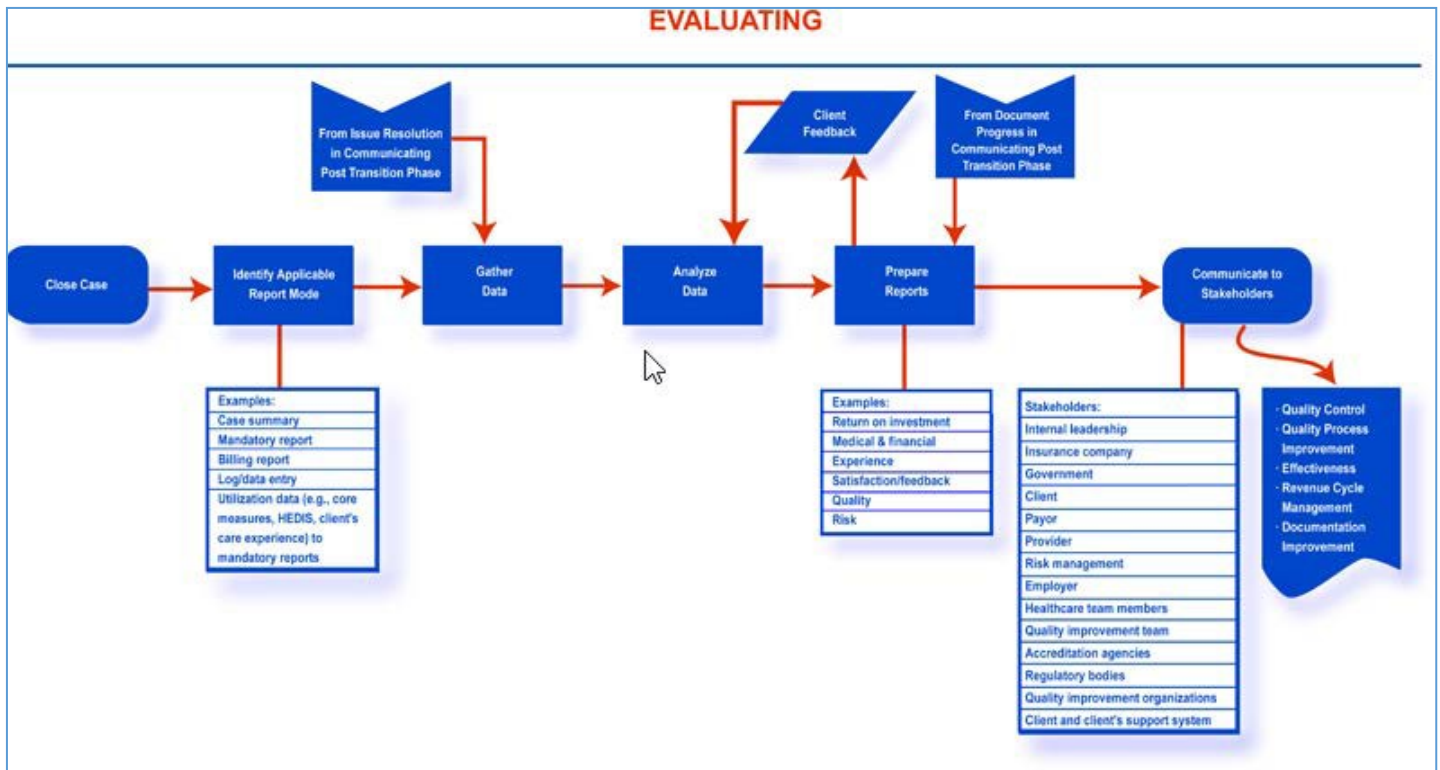 EVALUATING
From Issue Resolution
in Communicating
Post Transition Phase
Client
Feedback
From Document
Progress in
Communicating Post
Transition Phase
Close Case
Identify Applicable
Report Mode
Gather
Data
Analyze
Data
Prepare
Reports
Communicate to
Stakeholders
Examples:
Case summary
Mandatory report
Billing report
Log/data entry
Utilization data (e.g., core
measures, HEDIS, client's
care experience) to
mandatory reports
Examples:
Return on investment
Medical & financial
Experience
Satisfaction/feedback
Quality
Risk
Stakeholders:
Internal leadership
Insurance company
Government
Client
Payor
Provider
Risk management
Employer
Healthcare team members
Quality improvement team
Accreditation agencies
Regulatory bodies
Quality improvement organizations
Client and client's support system
· Quality Control
· Quality Process
Improvement
· Effectiveness
· Revenue Cycle
Management
· Documentation
Improvement